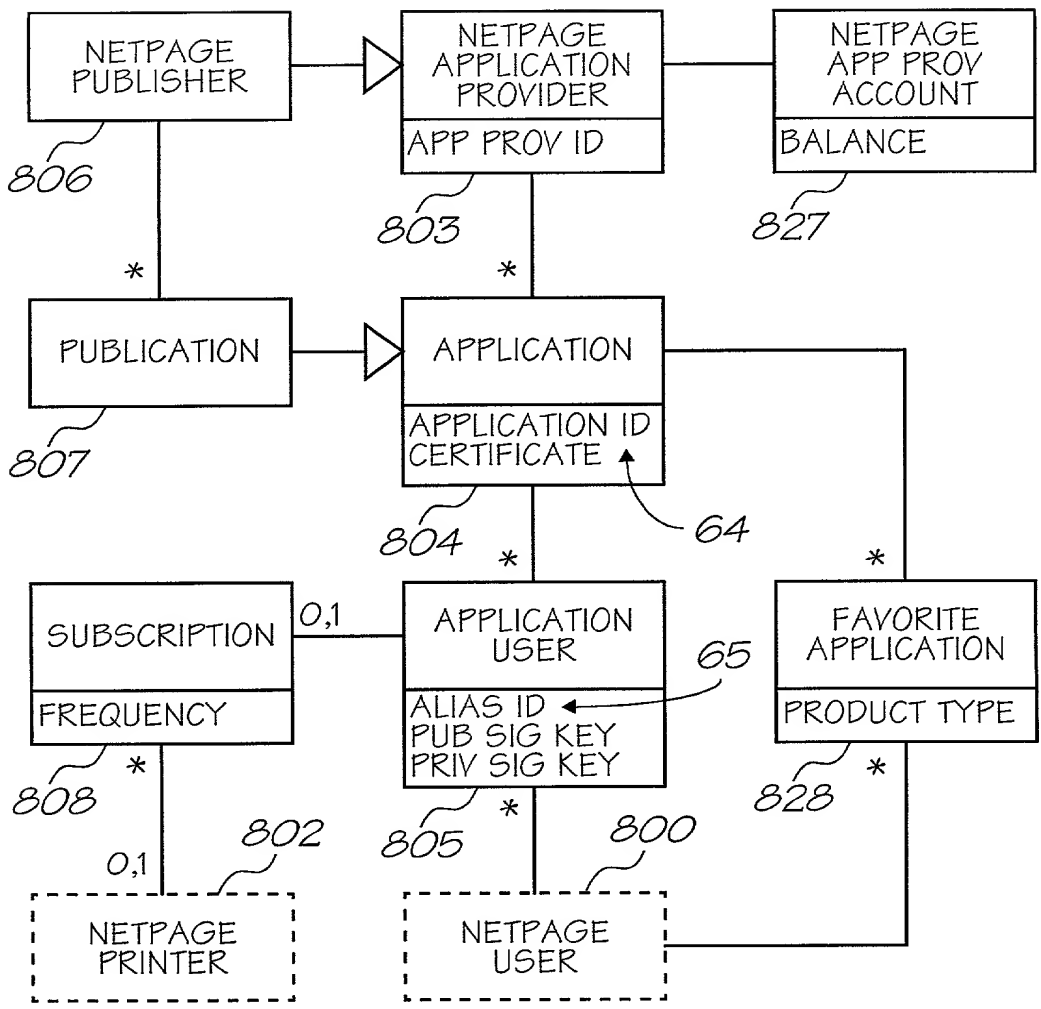 NETPAGE
PUBLISHER
806
NETPAGE
APPLICATION
PROVIDER
APP PROV ID
803
NETPAGE
APP PROV
ACCOUNT
BALANCE
827
*
*
PUBLICATION
807
APPLICATION
APPLICATION ID
CERTIFICATE
804
64
*
*
SUBSCRIPTION
FREQUENCY
808
0,1
APPLICATION
USER
ALIAS ID
PUB SIG KEY
PRIV SIG KEY
65
805
FAVORITE
APPLICATION
PRODUCT TYPE
828
*
*
*
0,1
802
800
NETPAGE
PRINTER
NETPAGE
USER